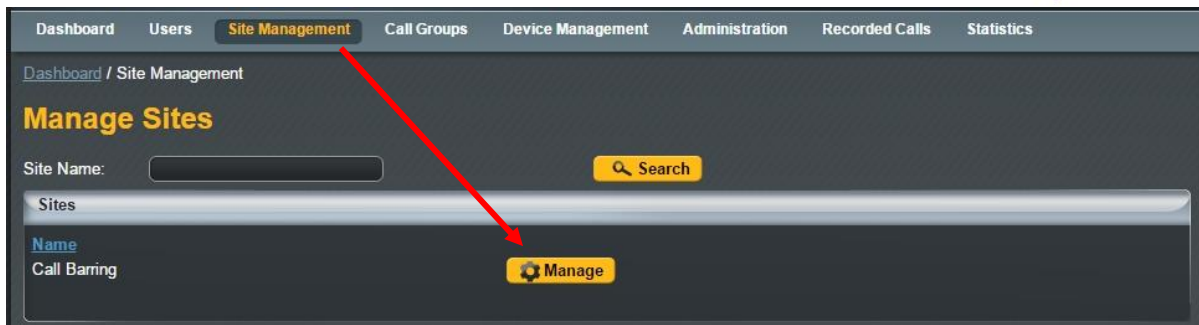 Dashboard Users Site Management Call Groups Device Management Administration Recorded Calls Statistics
Dashboard / Site Management
Manage Sites
Site Name: Search
Sites
Name
Call Barring Manage